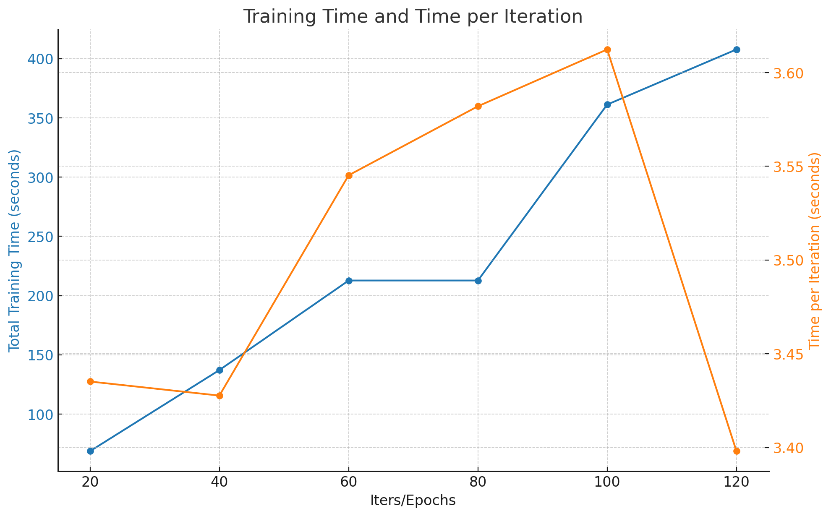 Training Time and Time per Iteration
Total Training Time (seconds)
400
350
300
250
200
150
100
3.60
3.55
3.50
3.45
3.40
Time per Iteration (seconds)
20 40 60 80 100 120
Iters/Epochs